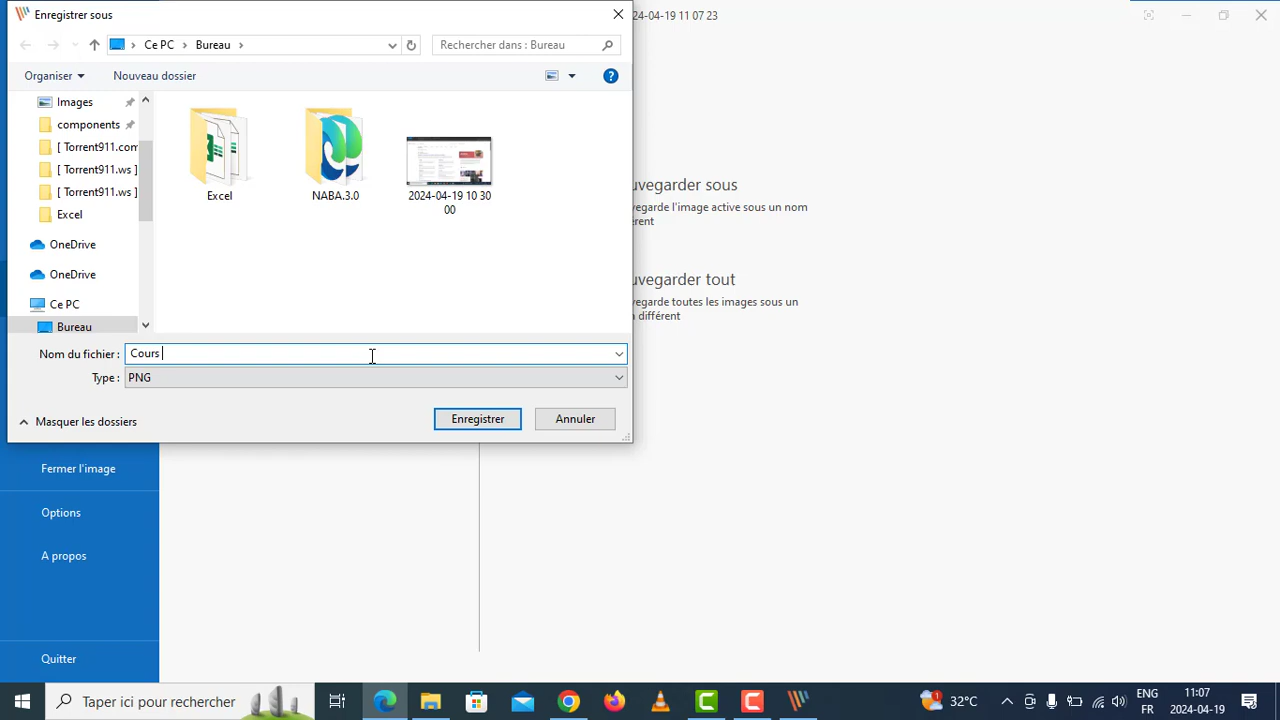 Enregistrer sous
24-04-19 11 07 23
Ce PC
Bureau
Rechercher dans : Bureau
Organiser
Nouveau dossier
Images
components
[ Torrent911.com
[ Torrent911.ws ]
[ Torrent911.ws ]
Excel
OneDrive
OneDrive
Ce PC
Bureau
Excel
NABA.3.0
2024-04-19 10 30
00
uvegarder sous
egarde l'image active sous un nom
érent
uvegarder tout
egarde toutes les images sous un
différent
Nom du fichier :
Cours
Type :
PNG
Masquer les dossiers
Enregistrer
Annuler
Fermer l'image
Options
A propos
Quitter
Taper ici pour rechercher
1
32°C
ENG
FR
11:07
2024-04-19